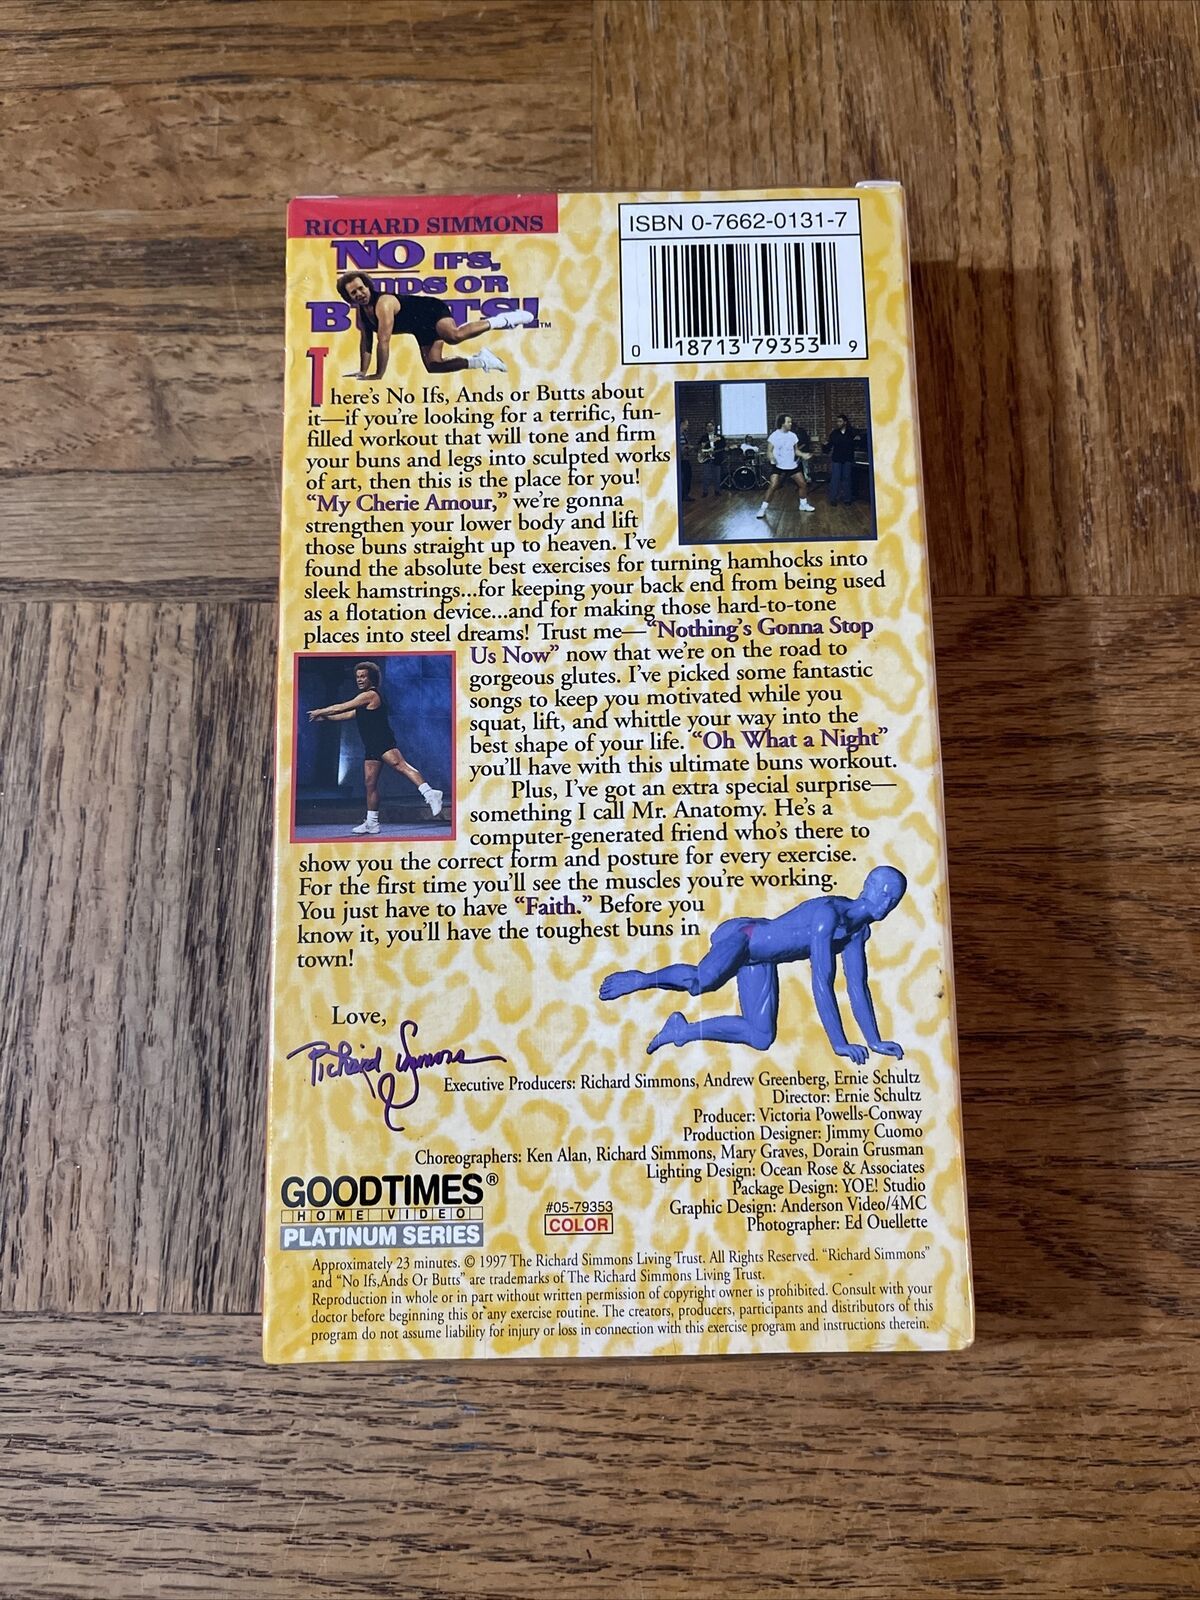 RICHARD SIMMONS
NO IFS,
NDS OR
B TS!™
ISBN 0-7662-0131-7
0 18713 79353 9
There's No Ifs, Ands or Butts about
it—if you're looking for a terrific, fun-
filled workout that will tone and firm
your buns and legs into sculpted works
of art, then this is the place for you!
“My Cherie Amour,” we're gonna
strengthen your lower body and lift
those buns straight up to heaven. I've
found the absolute best exercises for turning hamhocks into
sleek hamstrings...for keeping your back end from being used
as a flotation device...and for making those hard-to-tone
places into steel dreams! Trust me—“Nothing's Gonna Stop
Us Now” now that we're on the road to
gorgeous glutes. I've picked some fantastic
songs to keep you motivated while you
squat, lift, and whittle your way into the
best shape of your life. “Oh What a Night”
you'll have with this ultimate buns workout.
Plus, I've got an extra special surprise—
something I call Mr. Anatomy. He's a
computer-generated friend who's there to
show you the correct form and posture for every exercise.
For the first time you'll see the muscles you're working.
You just have to have “Faith.” Before you
know it, you'll have the toughest buns in
town!
Love,
Richard Simmons
Executive Producers: Richard Simmons, Andrew Greenberg, Ernie Schultz
Director: Ernie Schultz
Producer: Victoria Powells-Conway
Production Designer: Jimmy Cuomo
Choreographers: Ken Alan, Richard Simmons, Mary Graves, Dorain Grusman
Lighting Design: Ocean Rose & Associates
Package Design: YOE! Studio
Graphic Design: Anderson Video/4MC
Photographer: Ed Ouellette
GOODTIMES®
HOME VIDEO
PLATINUM SERIES
#05-79353
COLOR
Approximately 23 minutes. © 1997 The Richard Simmons Living Trust. All Rights Reserved. “Richard Simmons”
and “No Ifs,Ands Or Butts” are trademarks of The Richard Simmons Living Trust.
Reproduction in whole or in part without written permission of copyright owner is prohibited. Consult with your
doctor before beginning this or any exercise routine. The creators, producers, participants and distributors of this
program do not assume liability for injury or loss in connection with this exercise program and instructions therein.